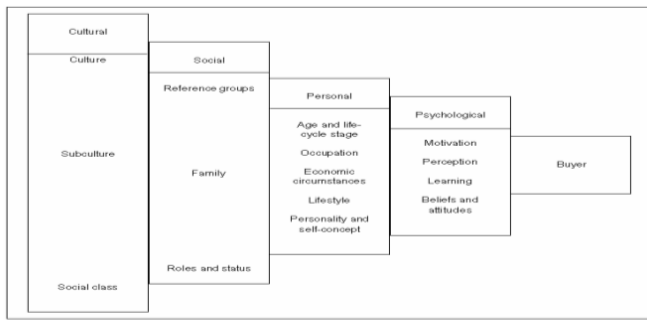 Cultural
Culture
Subculture
Social class
Social
Reference groups
Family
Roles and status
Personal
Age and life-
cycle stage
Occupation
Economic
circumstances
Lifestyle
Personality and
self-concept
Psychological
Motivation
Perception
Learning
Beliefs and
attitudes
Buyer